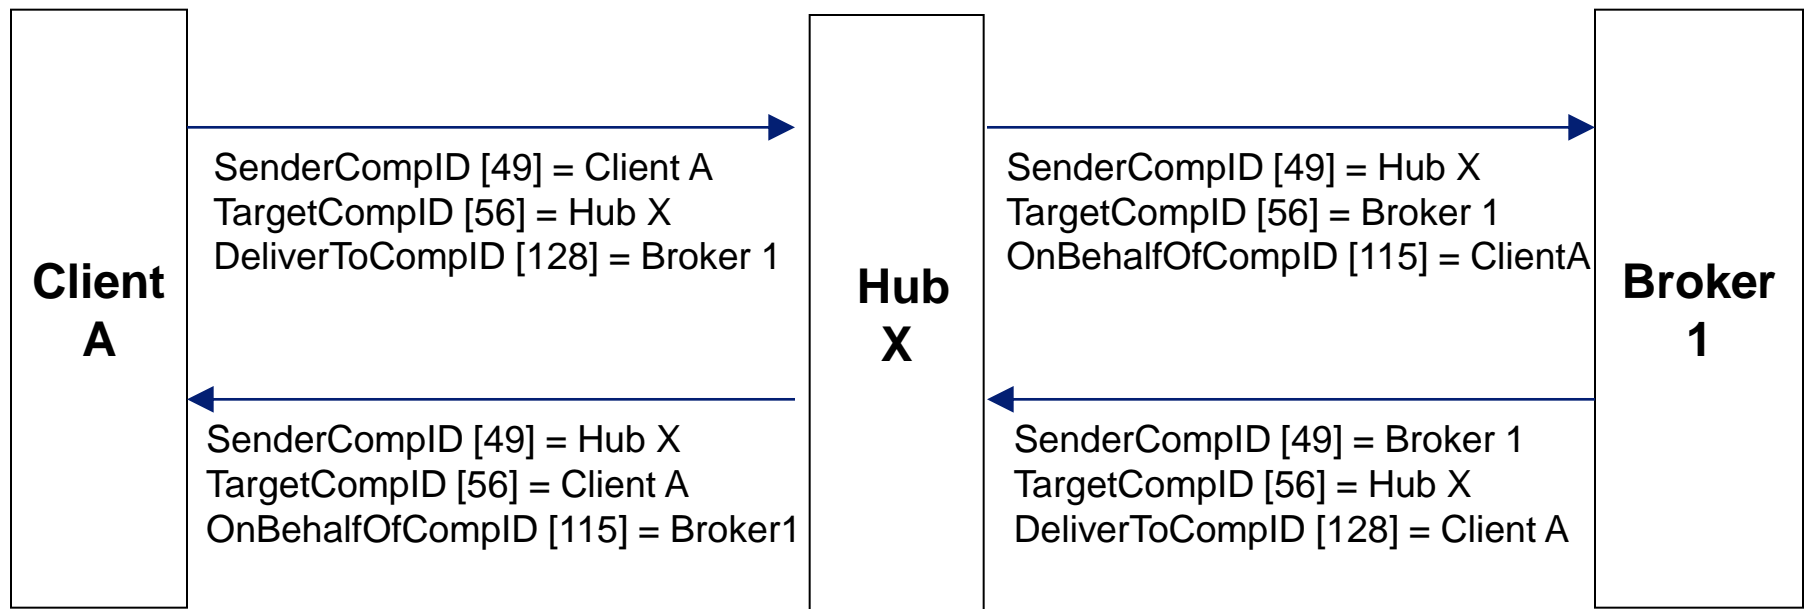 Client
A
SenderCompID [49] = Client A
TargetCompID [56] = Hub X
DeliverToCompID [128] = Broker 1
SenderCompID [49] = Hub X
TargetCompID [56] = Client A
OnBehalfOfCompID [115] = Broker1
Hub
X
SenderCompID [49] = Hub X
TargetCompID [56] = Broker 1
OnBehalfOfCompID [115] = ClientA
SenderCompID [49] = Broker 1
TargetCompID [56] = Hub X
DeliverToCompID [128] = Client A
Broker
1